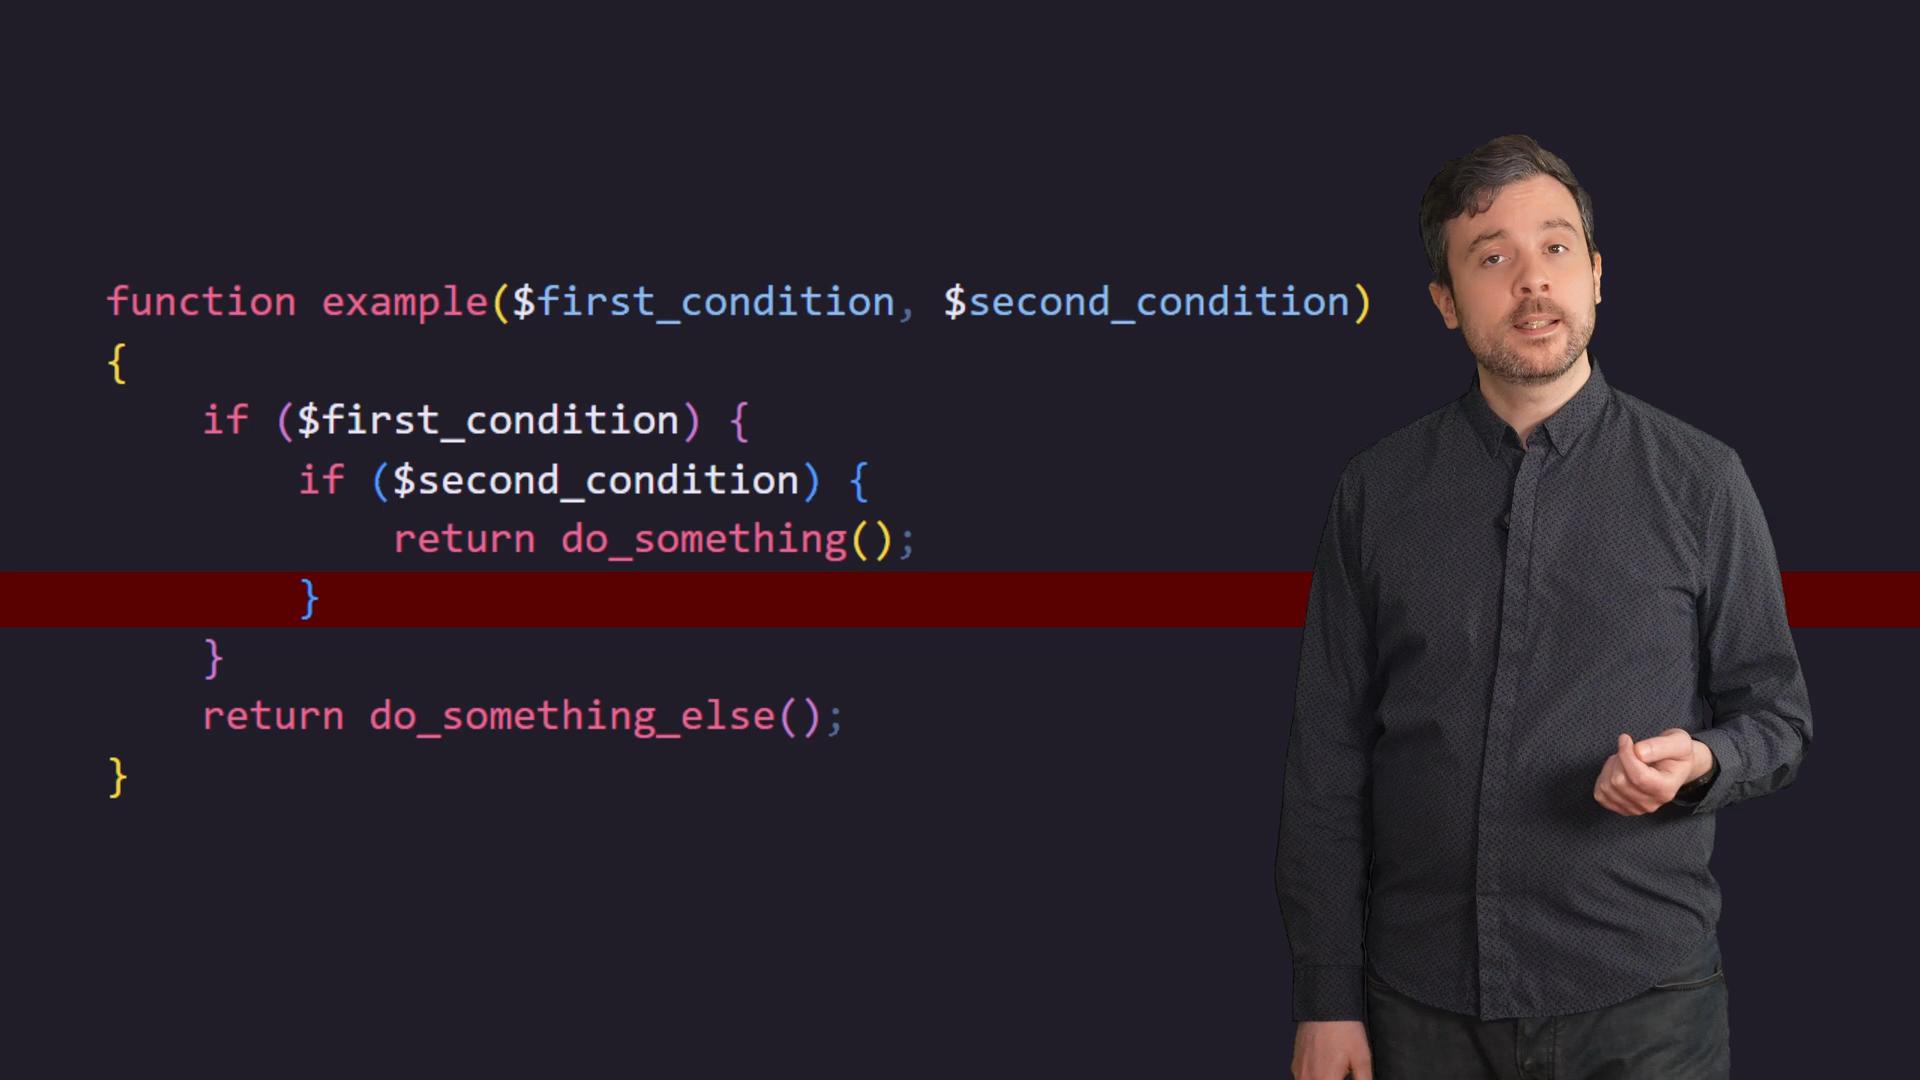 function example($first_condition, $second_condition)
{
    if ($first_condition) {
        if ($second_condition) {
            return do_something();
        }
    }
    return do_something_else();
}